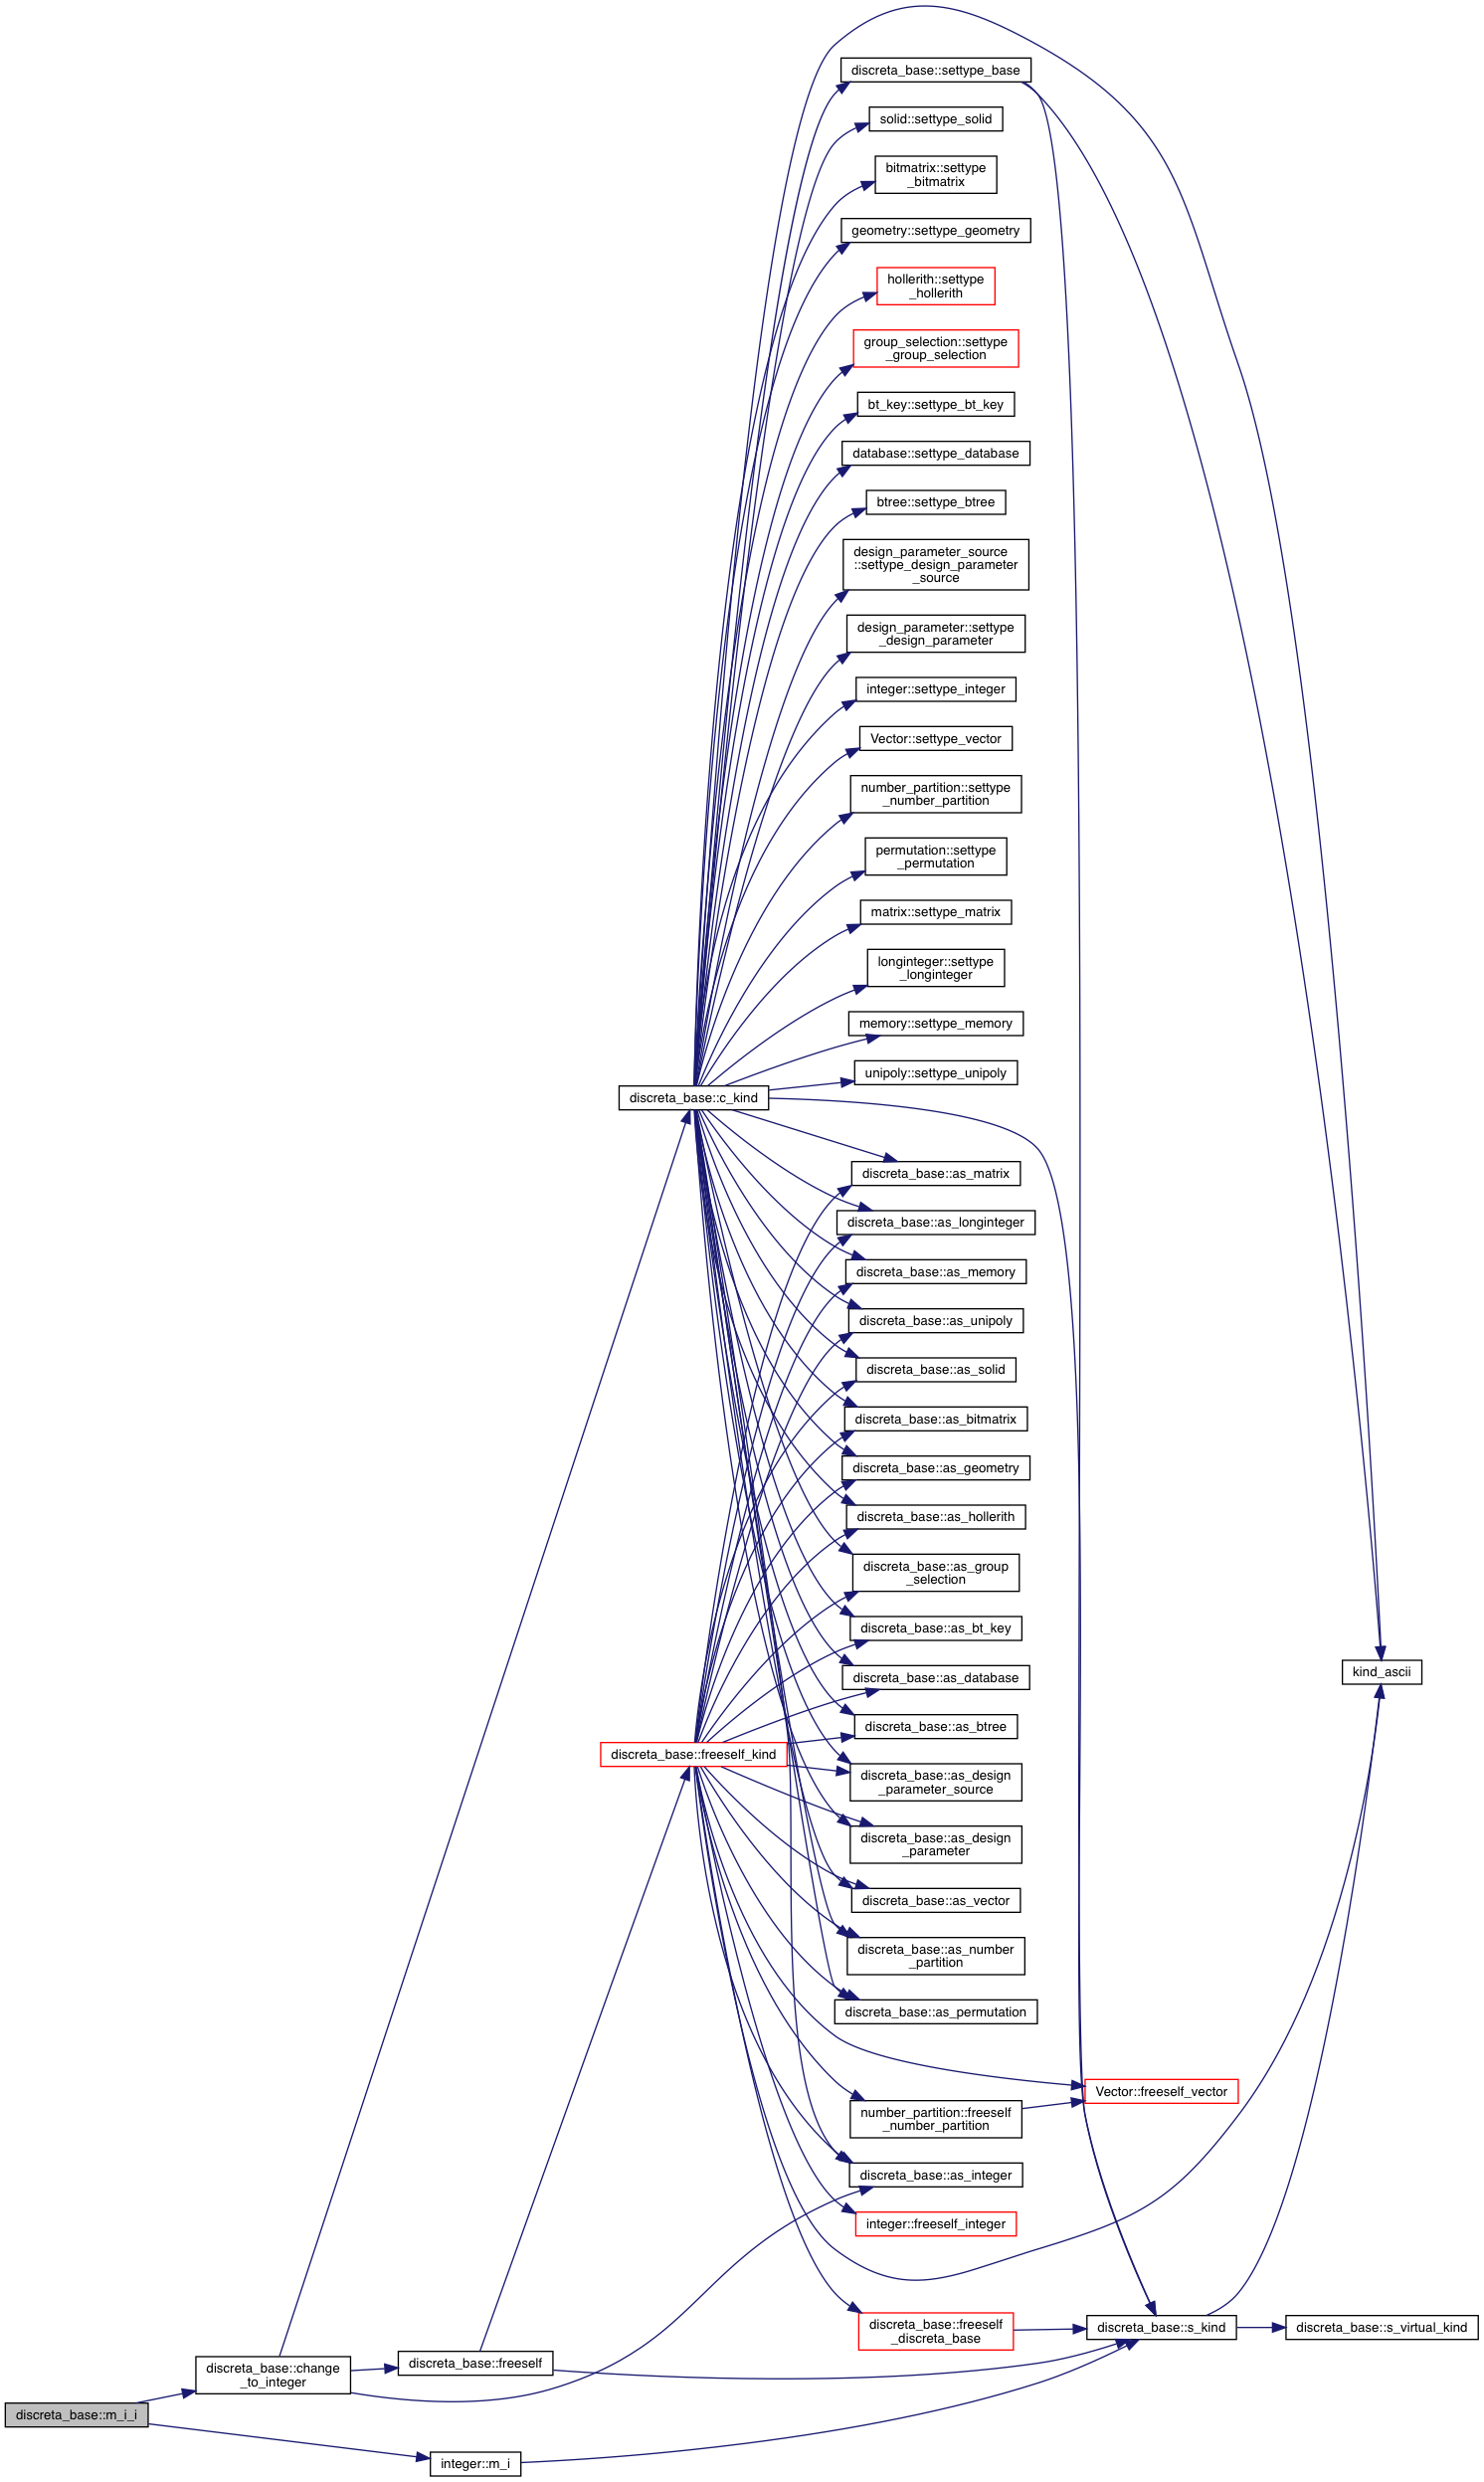 discreta_base::settype_base
solid::settype_solid
bitmatrix::settype
_bitmatrix
geometry::settype_geometry
hollerith::settype
_hollerith
group_selection::settype
_group_selection
bt_key::settype_bt_key
database::settype_database
btree::settype_btree
design_parameter_source
::settype_design_parameter
_source
design_parameter::settype
_design_parameter
integer::settype_integer
Vector::settype_vector
number_partition::settype
_number_partition
permutation::settype
_permutation
matrix::settype_matrix
longinteger::settype
_longinteger
memory::settype_memory
unipoly::settype_unipoly
discreta_base::c_kind
discreta_base::as_matrix
discreta_base::as_longinteger
discreta_base::as_memory
discreta_base::as_unipoly
discreta_base::as_solid
discreta_base::as_bitmatrix
discreta_base::as_geometry
discreta_base::as_hollerith
discreta_base::as_group
_selection
discreta_base::as_bt_key
kind_ascii
discreta_base::as_database
discreta_base::as_btree
discreta_base::freeself_kind
discreta_base::as_design
_parameter_source
discreta_base::as_design
_parameter
discreta_base::as_vector
discreta_base::as_number
_partition
discreta_base::as_permutation
Vector::freeself_vector
number_partition::freeself
_number_partition
discreta_base::as_integer
integer::freeself_integer
discreta_base::freeself
_discreta_base
discreta_base::s_kind
discreta_base::s_virtual_kind
discreta_base::freeself
discreta_base::change
_to_integer
discreta_base::m_i_i
integer::m_i